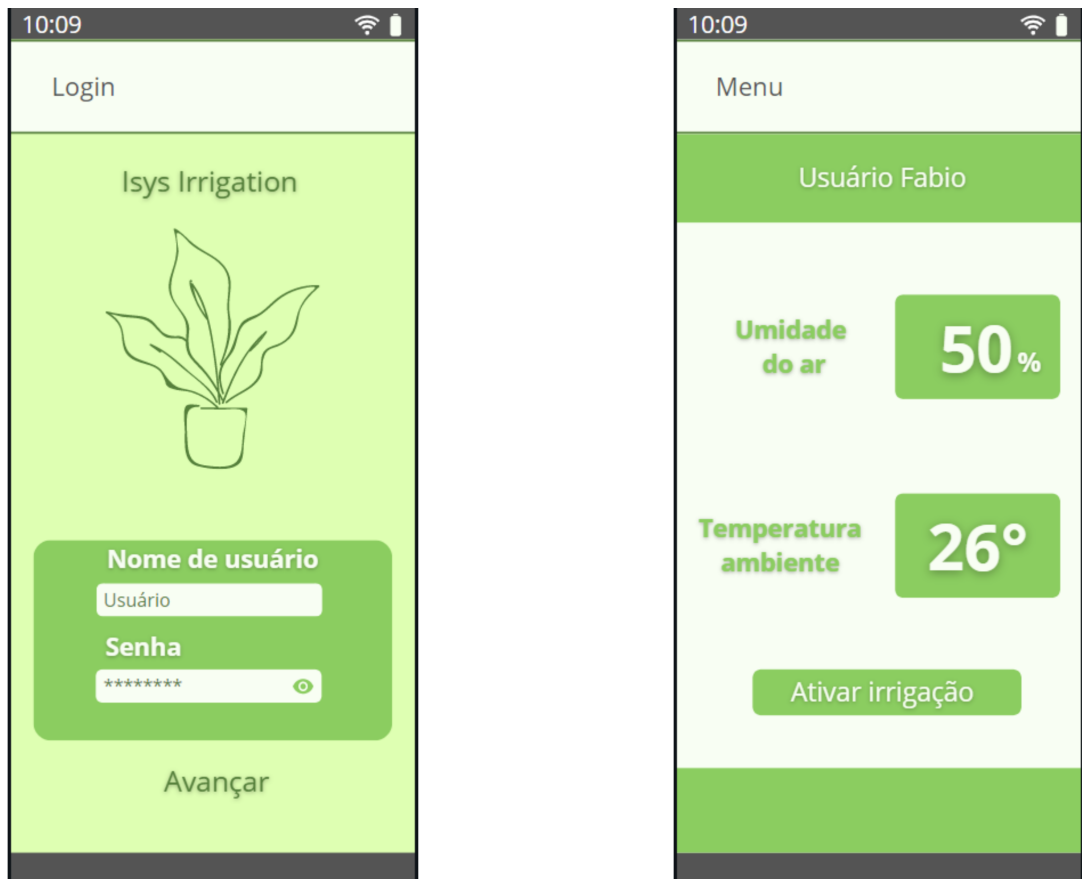 10:09
Login
Isys Irrigation
Nome de usuário
Usuário
Senha
********
Avançar
10:09
Menu
Usuário Fabio
Umidade
do ar
50%
Temperatura
ambiente
26°
Ativar irrigação